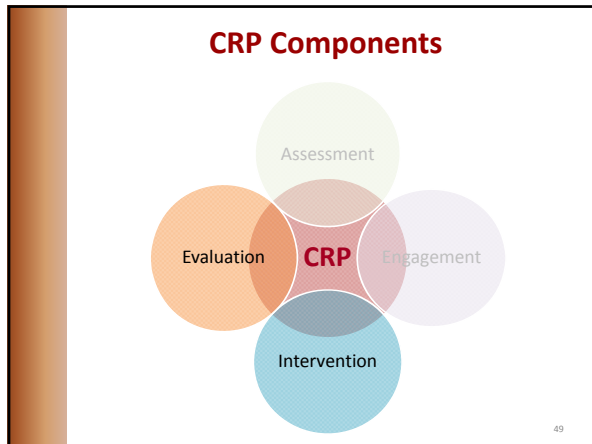 CRP Components
Assessment
Evaluation
CRP
Engagement
Intervention
49